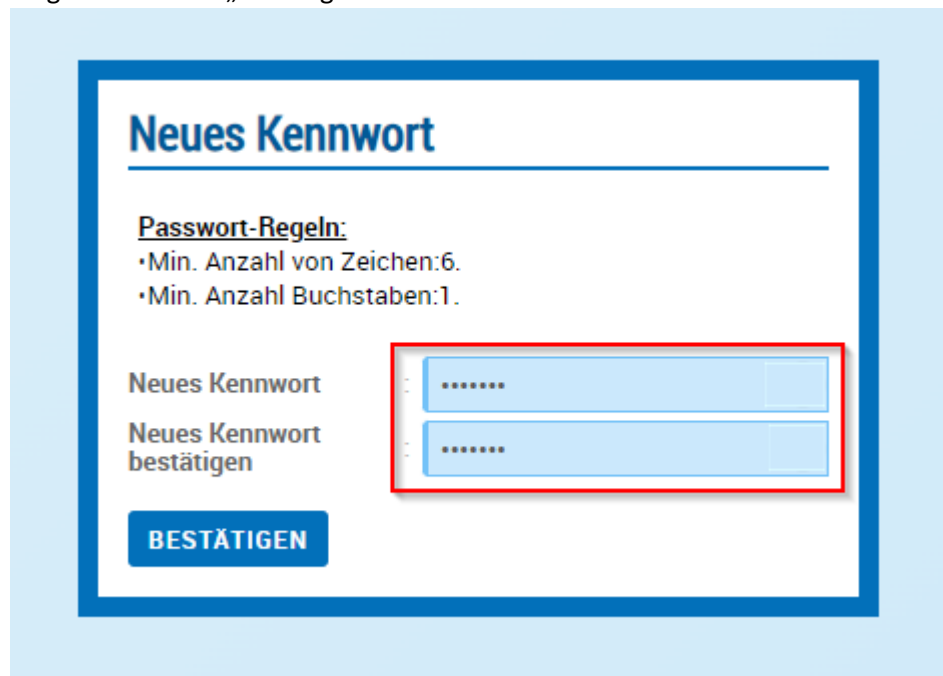 Neues Kennwort
Passwort-Regeln:
•Min. Anzahl von Zeichen:6.
•Min. Anzahl Buchstaben:1.
Neues Kennwort : •••••••
Neues Kennwort
bestätigen : •••••••
BESTÄTIGEN